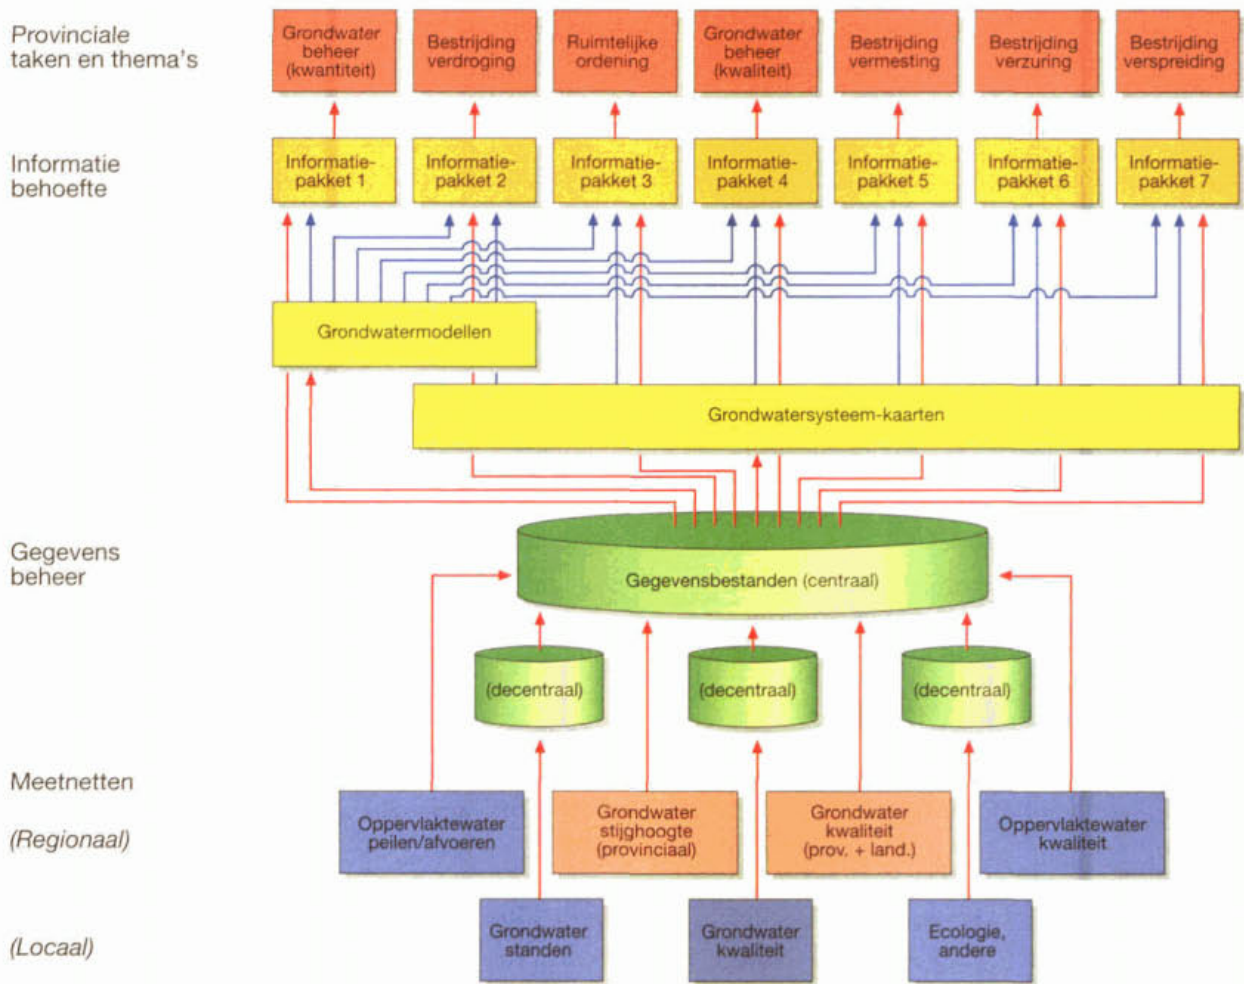 Provinciale
taken en thema's
Grondwater
beheer
(kwantiteit)
Bestrijding
verdroging
Ruimtelijke
ordening
Grondwater
beheer
(kwaliteit)
Bestrijding
vermesting
Bestrijding
verzuring
Bestrijding
verspreiding
Informatie
behoefte
Informatie-
pakket 1
Informatie-
pakket 2
Informatie-
pakket 3
Informatie-
pakket 4
Informatie-
pakket 5
Informatie-
pakket 6
Informatie-
pakket 7
Grondwatermodellen
Grondwatersysteem-kaarten
Gegevens
beheer
Gegevensbestanden (centraal)
(decentraal)
(decentraal)
(decentraal)
Meetnetten
(Regionaal)
Oppervlaktewater
peilen/afvoeren
Grondwater
stijghoogte
(provinciaal)
Grondwater
kwaliteit
(prov. + land.)
Oppervlaktewater
kwaliteit
(Locaal)
Grondwater
standen
Grondwater
kwaliteit
Ecologie,
andere